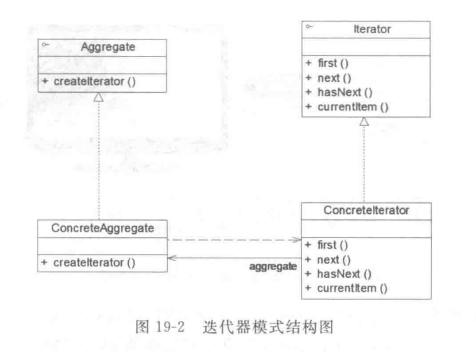 Aggregate
+ createIterator ()
Iterator
+ first ()
+ next ()
+ hasNext ()
+ currentItem ()
ConcreteAggregate
+ createIterator ()
aggregate
ConcreteIterator
+ first ()
+ next ()
+ hasNext ()
+ currentItem ()
图 19-2 迭代器模式结构图